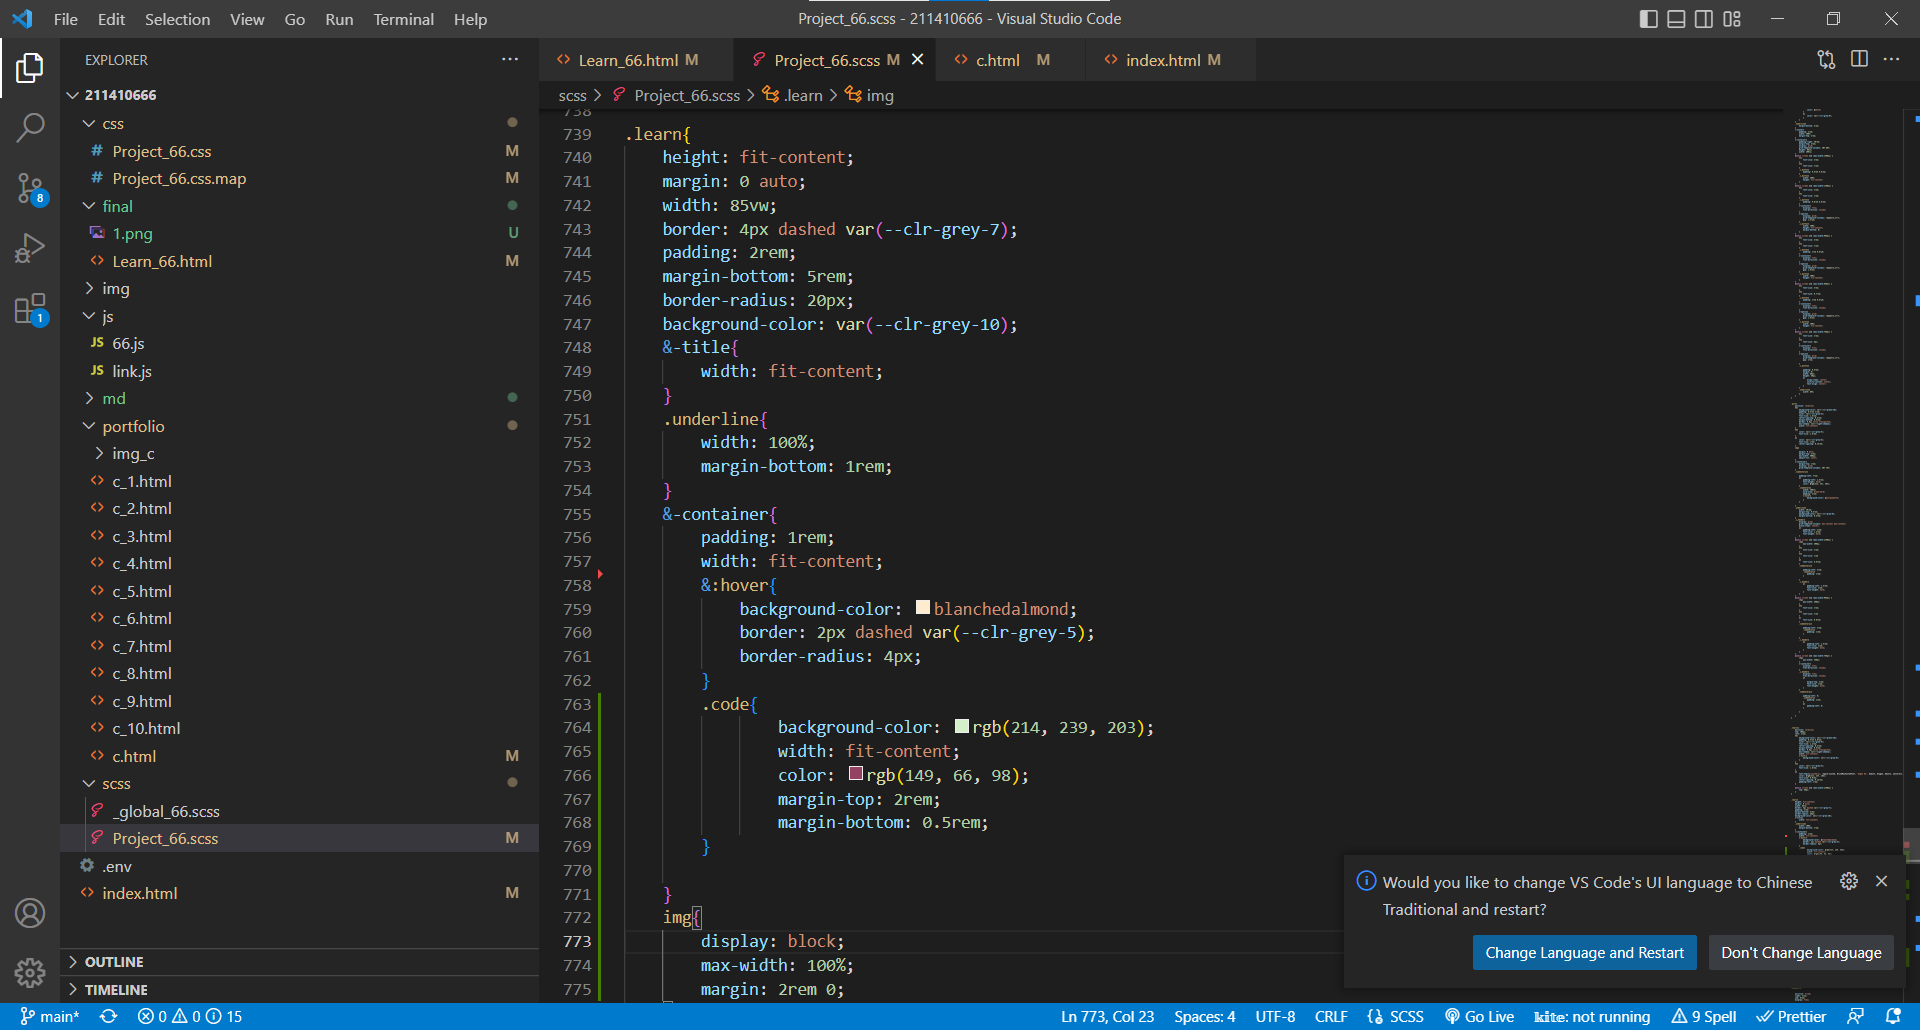 File Edit Selection View Go Run Terminal Help
Project_66.scss - 211410666 - Visual Studio Code
EXPLORER
211410666
css
# Project_66.css M
# Project_66.css.map M
final
1.png U
<> Learn_66.html M
img
js
JS 66.js
JS link.js
md
portfolio
img_c
<> c_1.html
<> c_2.html
<> c_3.html
<> c_4.html
<> c_5.html
<> c_6.html
<> c_7.html
<> c_8.html
<> c_9.html
<> c_10.html
<> c.html M
scss
_global_66.scss
Project_66.scss M
.env
<> index.html M
OUTLINE
TIMELINE
8
1
<> Learn_66.html M
Project_66.scss M
<> c.html M
<> index.html M
scss > Project_66.scss > .learn > img
738
739 .learn{
740 height: fit-content;
741 margin: 0 auto;
742 width: 85vw;
743 border: 4px dashed var(--clr-grey-7);
744 padding: 2rem;
745 margin-bottom: 5rem;
746 border-radius: 20px;
747 background-color: var(--clr-grey-10);
748 &-title{
749 width: fit-content;
750 }
751 .underline{
752 width: 100%;
753 margin-bottom: 1rem;
754 }
755 &-container{
756 padding: 1rem;
757 width: fit-content;
758 &:hover{
759 background-color: blanchedalmond;
760 border: 2px dashed var(--clr-grey-5);
761 border-radius: 4px;
762 }
763 .code{
764 background-color: rgb(214, 239, 203);
765 width: fit-content;
766 color: rgb(149, 66, 98);
767 margin-top: 2rem;
768 margin-bottom: 0.5rem;
769 }
770
771 }
772 img{
773 display: block;
774 max-width: 100%;
775 margin: 2rem 0;
Would you like to change VS Code's UI language to Chinese
Traditional and restart?
Change Language and Restart
Don't Change Language
main* 0 0 15
Ln 773, Col 23 Spaces: 4 UTF-8 CRLF SCSS Go Live kite: not running 9 Spell Prettier